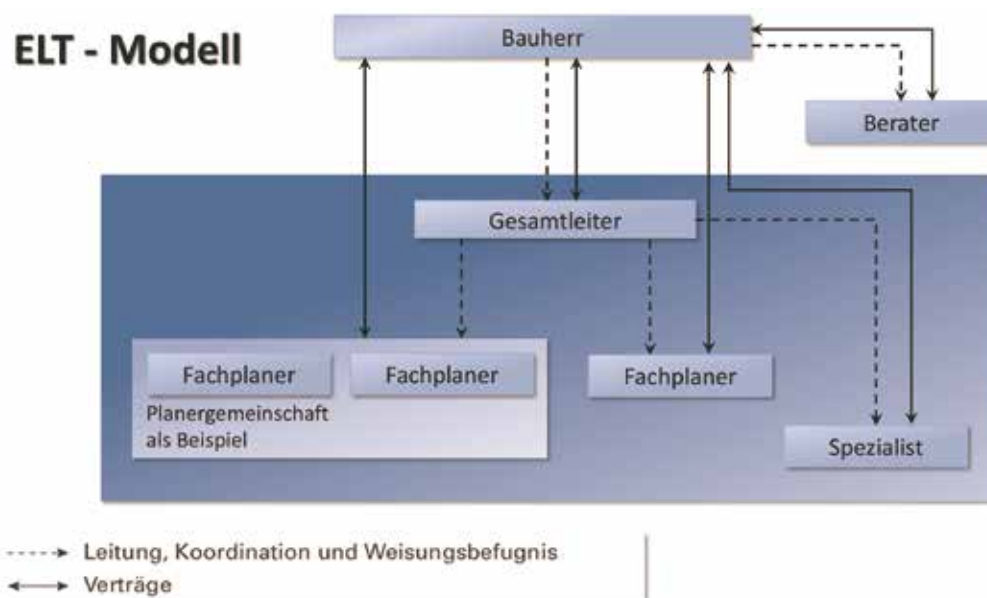 ELT - Modell
Bauherr
Berater
Gesamtleiter
Fachplaner
Fachplaner
Planergemeinschaft
als Beispiel
Fachplaner
Spezialist
Leitung, Koordination und Weisungsbefugnis
Verträge